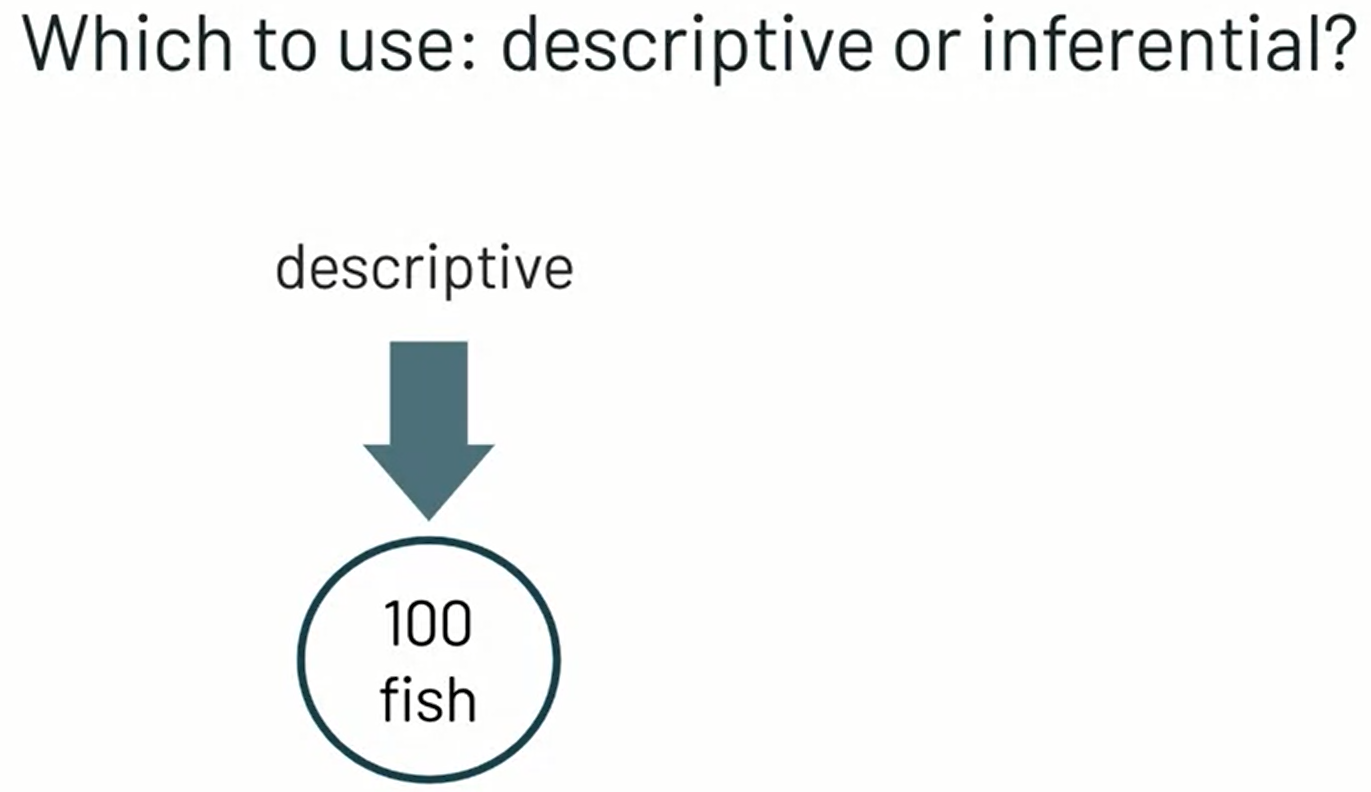 Which to use: descriptive or inferential?
descriptive
100
fish